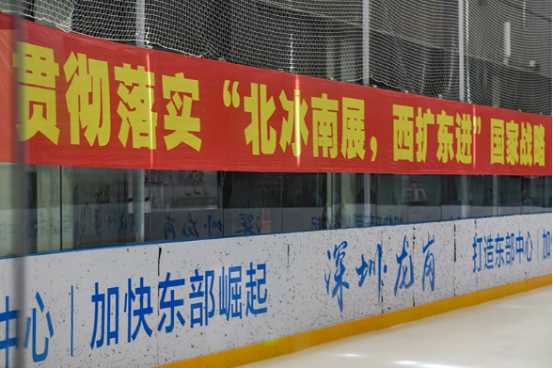 贯彻落实“北冰南展，西扩东进”国家战略
中心|加快东部崛起 深圳·龙岗 打造东部中心|加